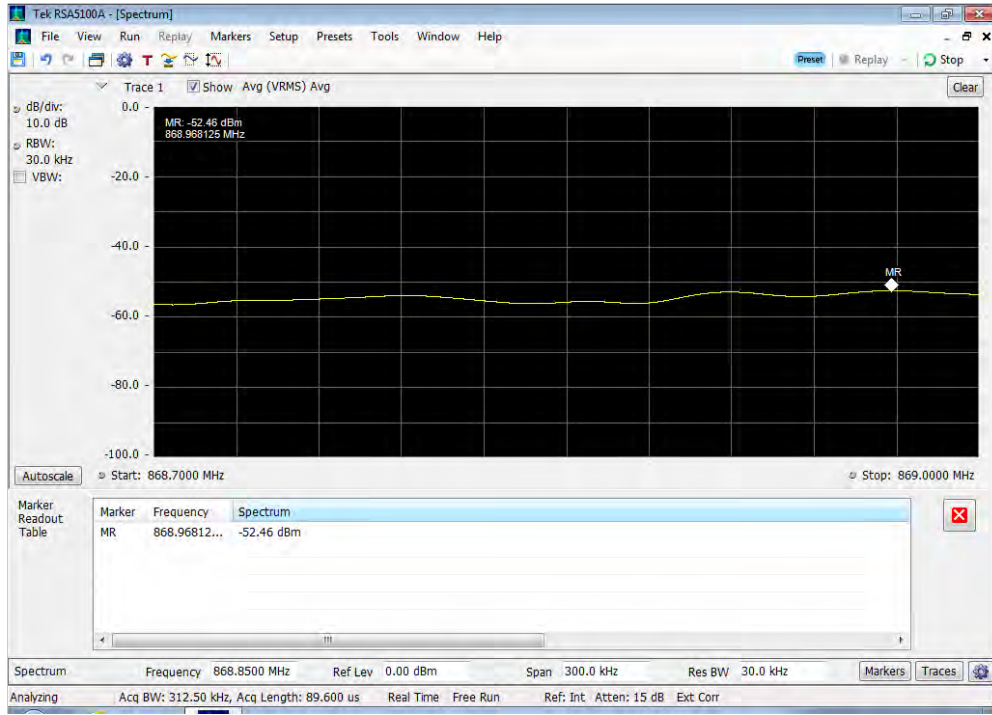 Tek RSA5100A - [Spectrum]
File View Run Replay Markers Setup Presets Tools Window Help
T
Preset Replay Stop
Trace 1 Show Avg (VRMS) Avg Clear
dB/div:
10.0 dB
RBW:
30.0 kHz
VBW:
0.0
-20.0
-40.0
-60.0
-80.0
-100.0
MR: -52.46 dBm
868.968125 MHz
MR
Autoscale Start: 868.7000 MHz Stop: 869.0000 MHz
Marker
Readout
Table
Marker Frequency Spectrum
MR 868.96812... -52.46 dBm
Spectrum Frequency 868.8500 MHz Ref Lev 0.00 dBm Span 300.0 kHz Res BW 30.0 kHz Markers Traces
Analyzing Acq BW: 312.50 kHz, Acq Length: 89.600 us Real Time Free Run Ref: Int Atten: 15 dB Ext Corr